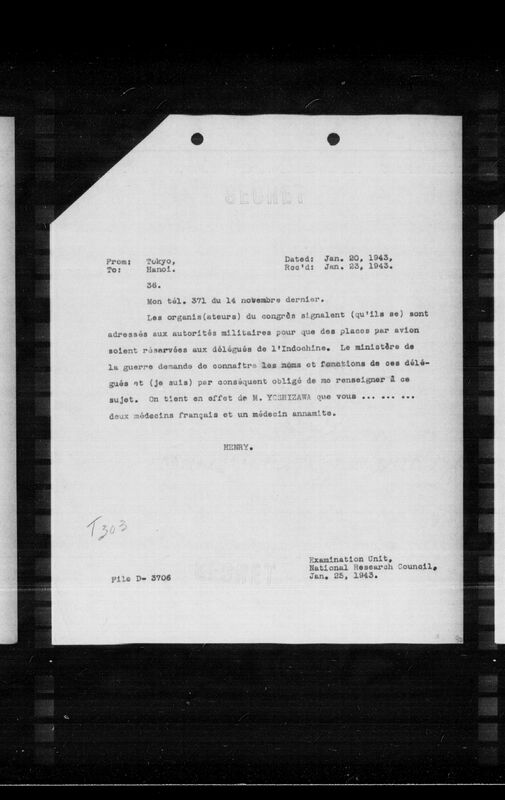 SECRET
From: Tokyo, Dated: Jan. 20, 1943,
To: Hanoi. Rec'd: Jan. 23, 1943.
36.
Mon tél. 371 du 14 novembre dernier.
Les organis(ateurs) du congrès signalent (qu'ils se) sont
adressés aux autorités militaires pour que des places par avion
soient réservées aux délégués de l'Indochine. Le ministère de
la guerre demande de connaître les noms et fonctions de ces délé-
gués et (je suis) par conséquent obligé de me renseigner à ce
sujet. On tient en effet de M. YOSHIZAWA que vous ... ... ...
deux médecins français et un médecin annamite.
HENRY.
T303
Examination Unit,
National Research Council,
File D- 3706 Jan. 25, 1943.
SECRET